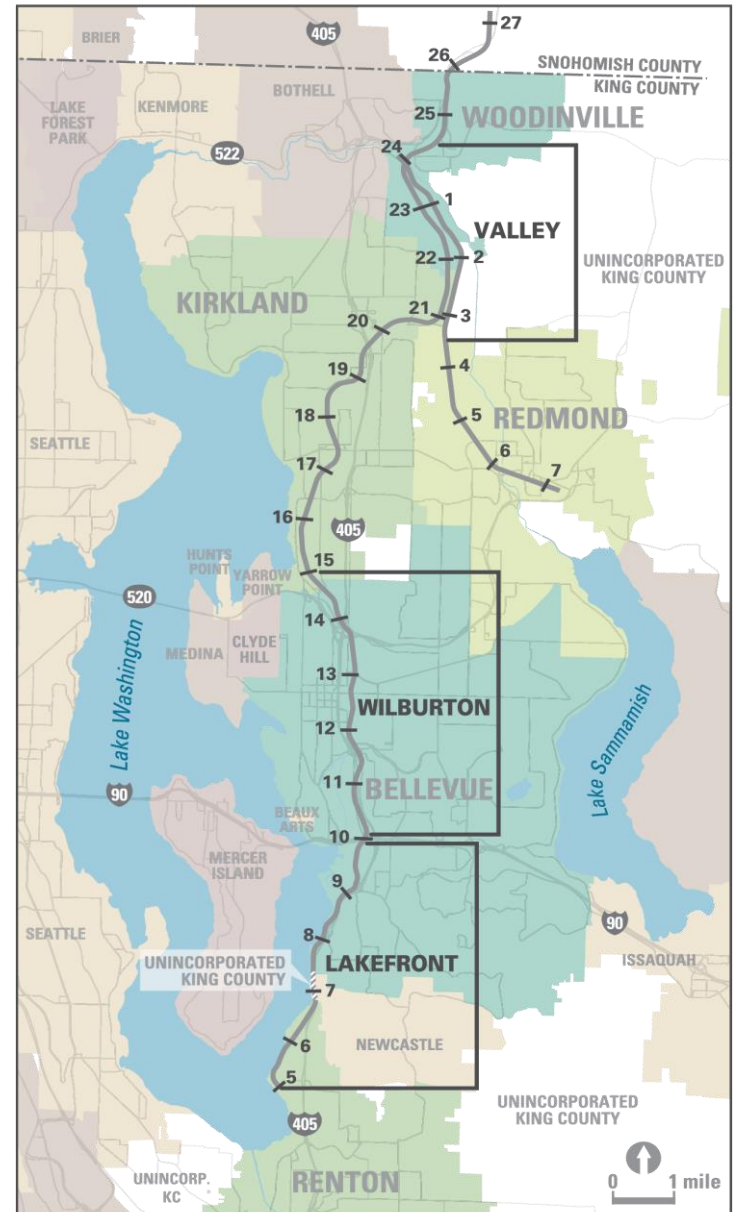 27
405
BRIER
26
SNOHOMISH COUNTY
KING COUNTY
BOTHELL
LAKE
FOREST
PARK
KENMORE
25
WOODINVILLE
522
24
1
23
VALLEY
22
2
UNINCORPORATED
KING COUNTY
KIRKLAND
21
3
20
4
19
18
5
REDMOND
SEATTLE
6
17
7
16
405
HUNTS
POINT
15
YARROW
POINT
520
14
CLYDE
HILL
MEDINA
Lake Washington
13
WILBURTON
12
Lake Sammamish
11
BELLEVUE
90
BEAUX
ARTS
10
MERCER
ISLAND
9
90
SEATTLE
8
ISSAQUAH
UNINCORPORATED
KING COUNTY
LAKEFRONT
7
6
NEWCASTLE
5
UNINCORPORATED
KING COUNTY
405
UNINCORP.
KC
RENTON
0 1 mile